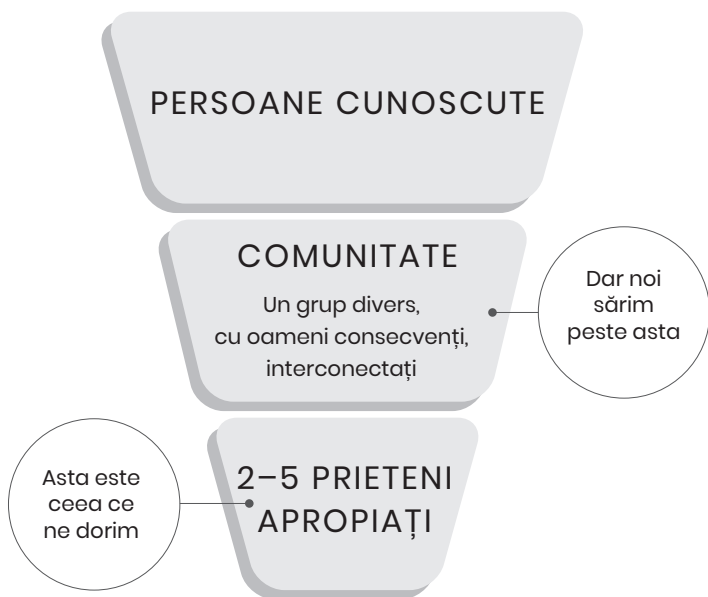 PERSOANE CUNOSCUTE
COMUNITATE
Un grup divers,
cu oameni consecvenți,
interconectați
Dar noi
sărim
peste asta
2–5 PRIETENI
APROPIAȚI
Asta este
ceea ce
ne dorim